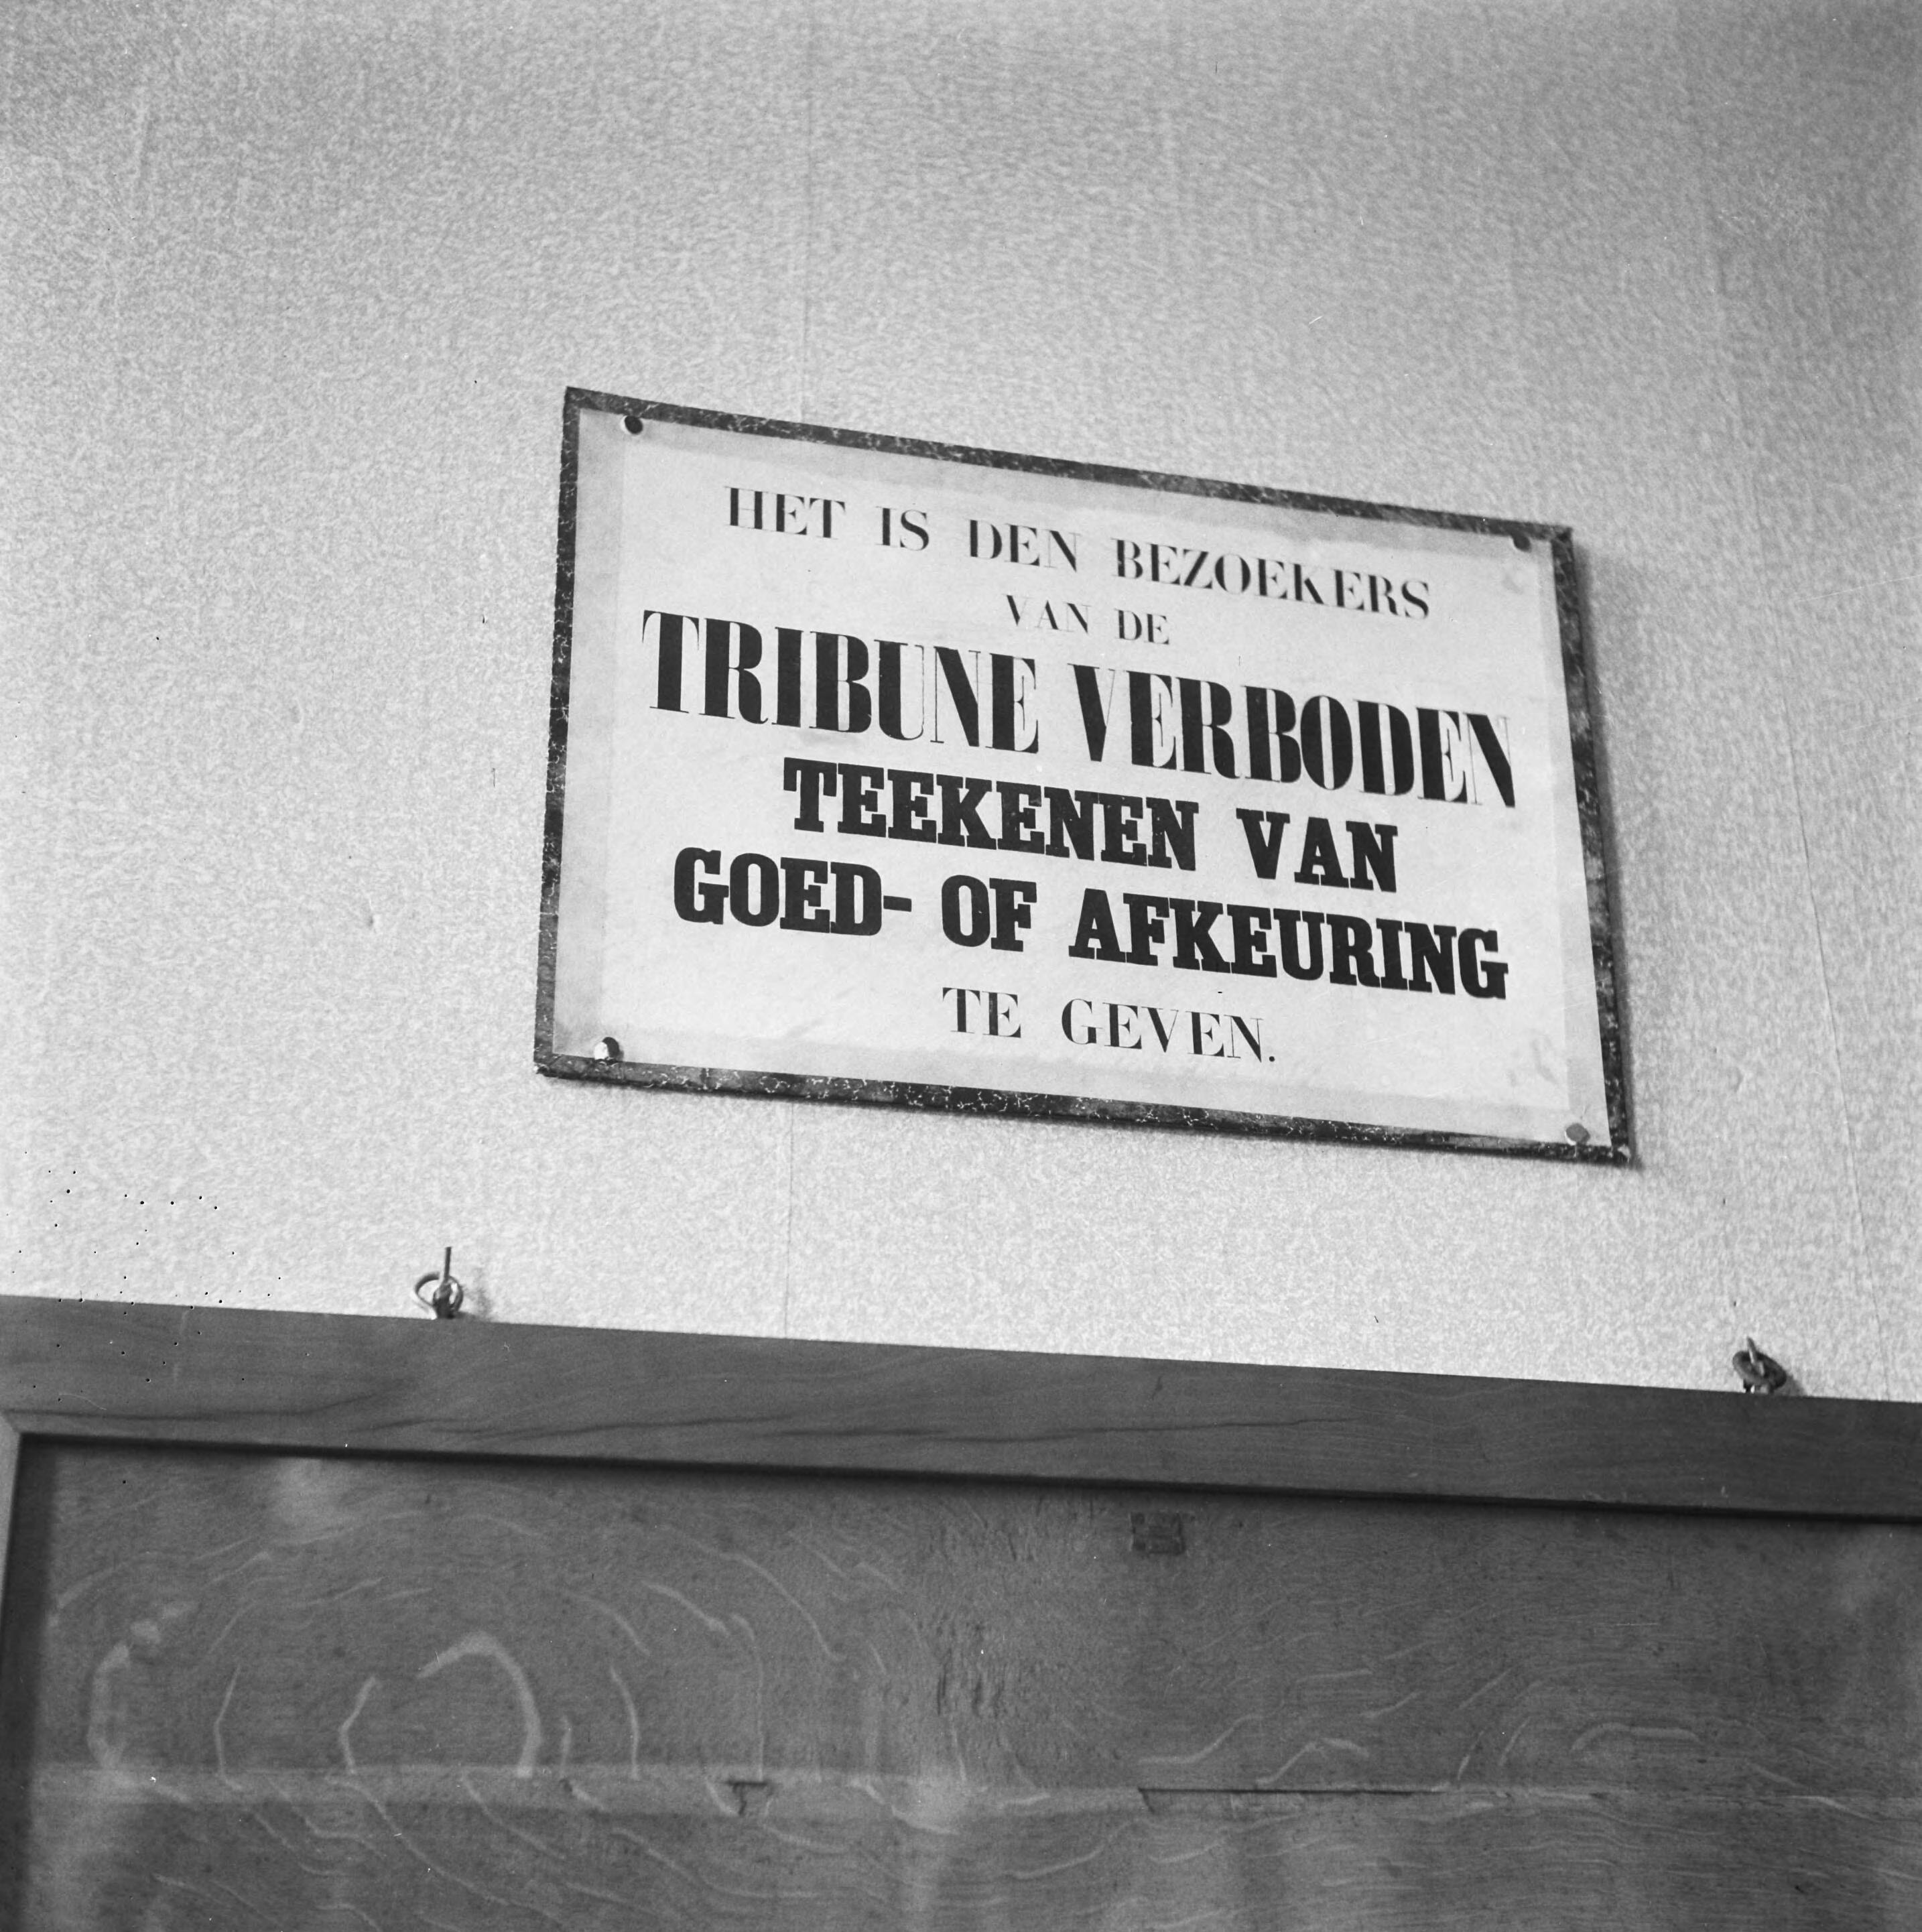 HET IS DEN BEZOEKERS
VAN DE
TRIBUNE VERBODEN
TEEKENEN VAN
GOED- OF AFKEURING
TE GEVEN.